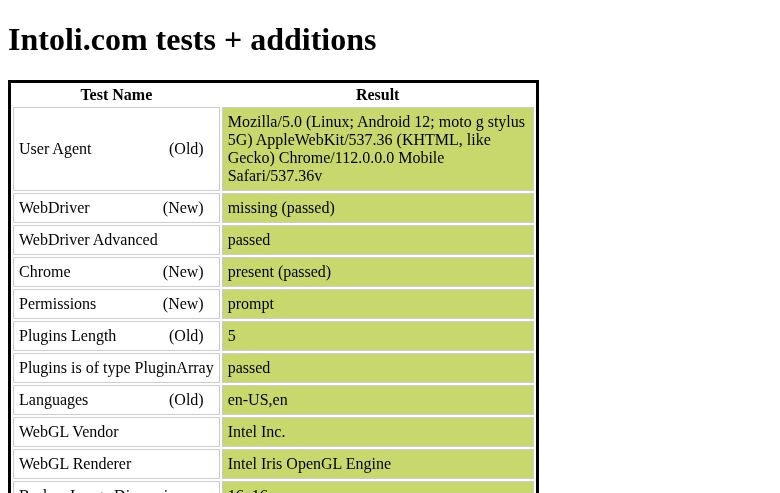 Intoli.com tests + additions
Test Name Result
User Agent (Old) Mozilla/5.0 (Linux; Android 12; moto g stylus
5G) AppleWebKit/537.36 (KHTML, like
Gecko) Chrome/112.0.0.0 Mobile
Safari/537.36v
WebDriver (New) missing (passed)
WebDriver Advanced passed
Chrome (New) present (passed)
Permissions (New) prompt
Plugins Length (Old) 5
Plugins is of type PluginArray passed
Languages (Old) en-US,en
WebGL Vendor Intel Inc.
WebGL Renderer Intel Iris OpenGL Engine